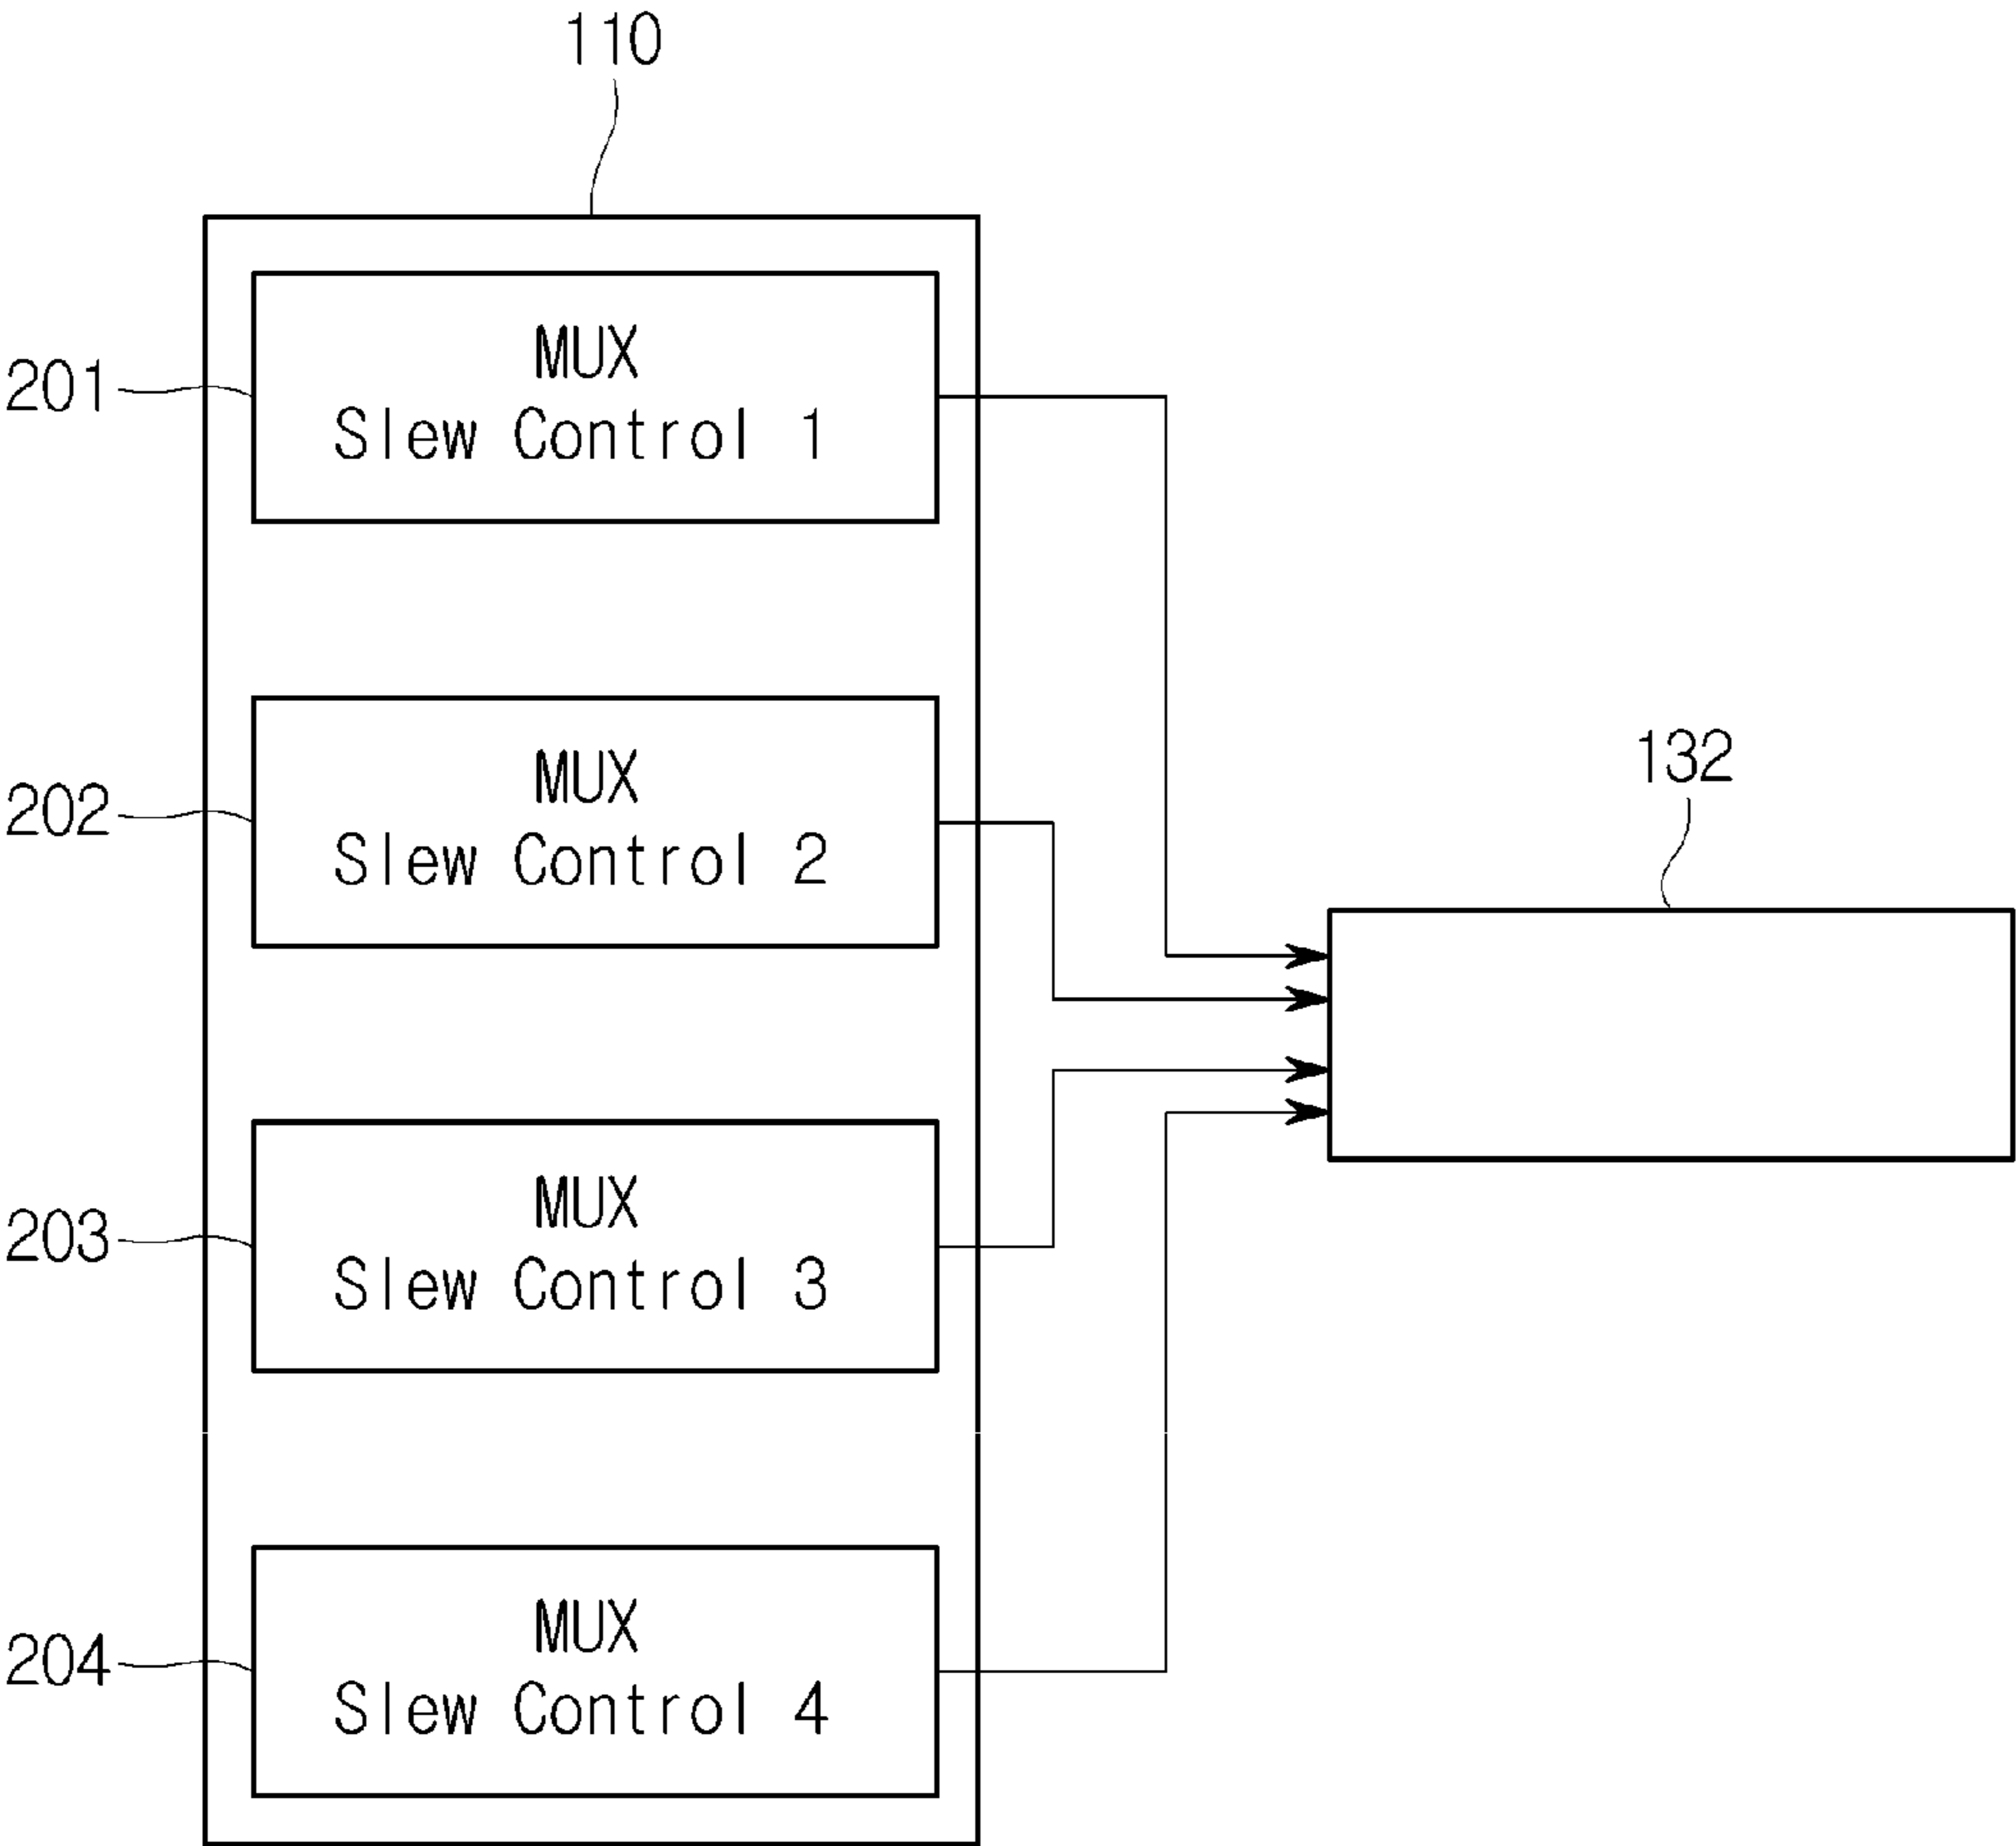 110
201
MUX
Slew Control 1
202
MUX
Slew Control 2
132
203
MUX
Slew Control 3
204
MUX
Slew Control 4